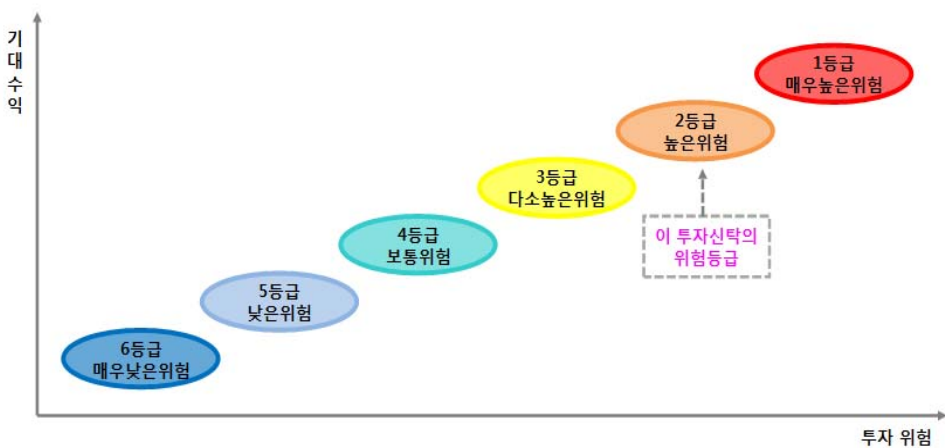 기
대
수
익
1등급
매우높은위험
2등급
높은위험
3등급
다소높은위험
이 투자신탁의
위험등급
4등급
보통위험
5등급
낮은위험
6등급
매우낮은위험
투자 위험